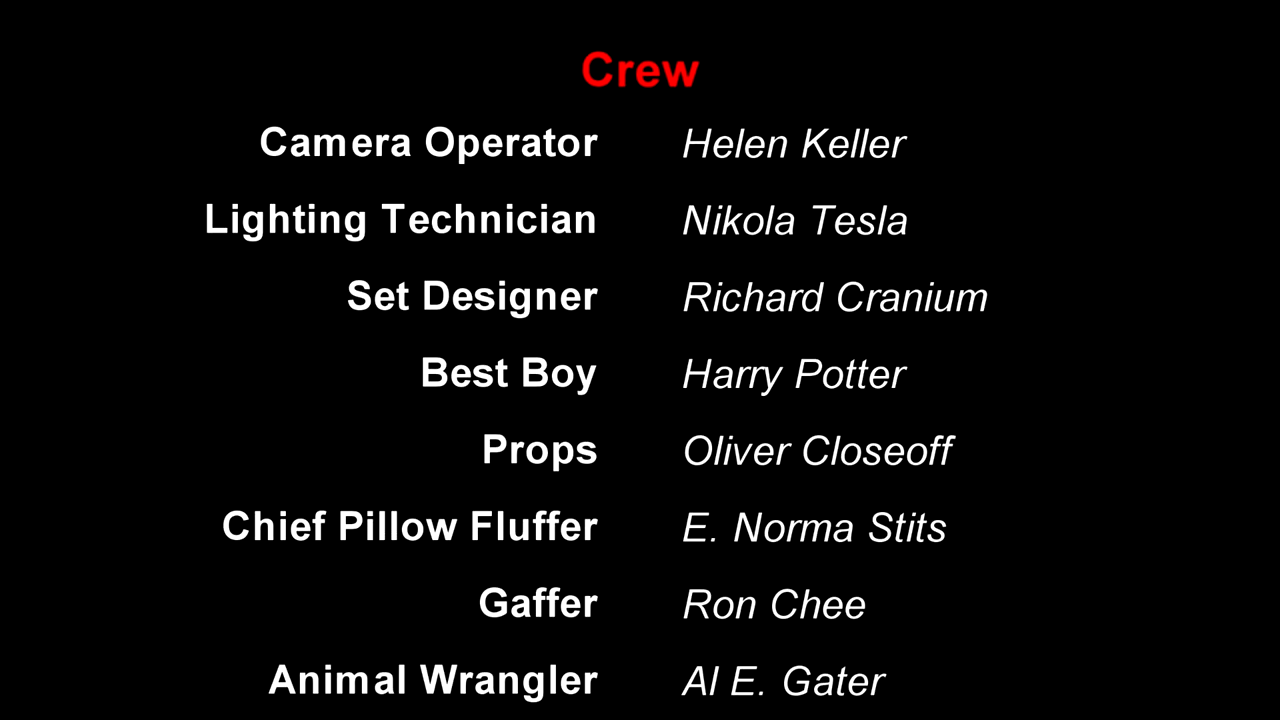 Crew
Camera Operator Helen Keller
Lighting Technician Nikola Tesla
Set Designer Richard Cranium
Best Boy Harry Potter
Props Oliver Closeoff
Chief Pillow Fluffer E. Norma Stits
Gaffer Ron Chee
Animal Wrangler Al E. Gater